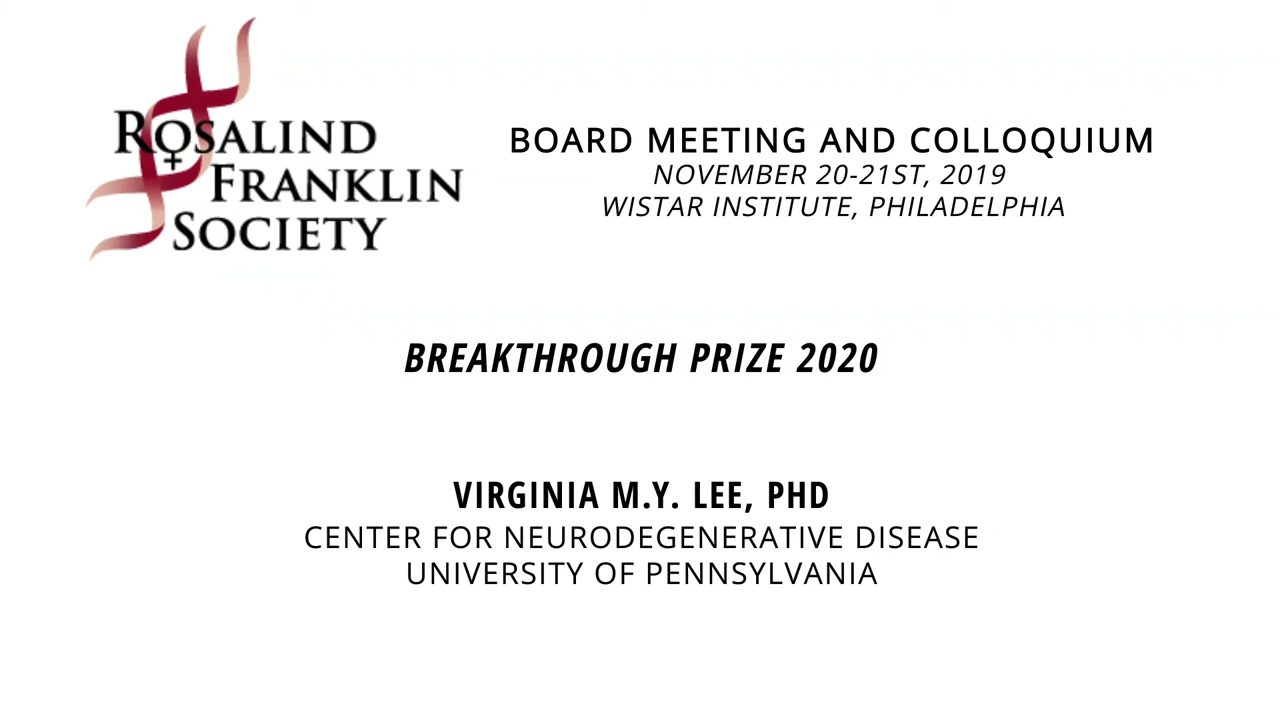 ROSALIND
FRANKLIN
SOCIETY
BOARD MEETING AND COLLOQUIUM
NOVEMBER 20-21ST, 2019
WISTAR INSTITUTE, PHILADELPHIA
BREAKTHROUGH PRIZE 2020
VIRGINIA M.Y. LEE, PHD
CENTER FOR NEURODEGENERATIVE DISEASE
UNIVERSITY OF PENNSYLVANIA